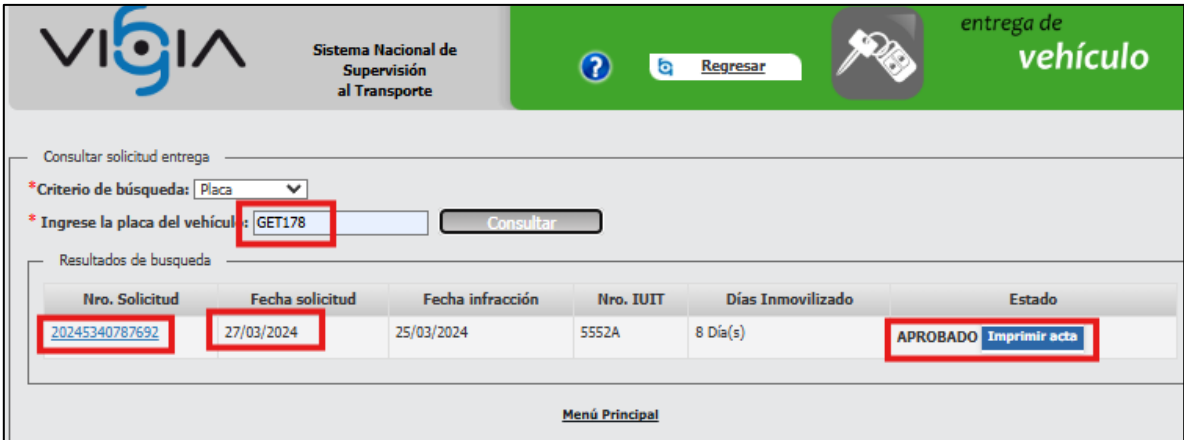 VIGIA
Sistema Nacional de
Supervisión
al Transporte
?
Regresar
entrega de
vehículo
Consultar solicitud entrega
*Criterio de búsqueda: Placa
* Ingrese la placa del vehículo: GET178
Consultar
Resultados de busqueda
Nro. Solicitud Fecha solicitud Fecha infracción Nro. IUIT Días Inmovilizado Estado
20245340787692 27/03/2024 25/03/2024 5552A 8 Día(s) APROBADO Imprimir acta
Menú Principal